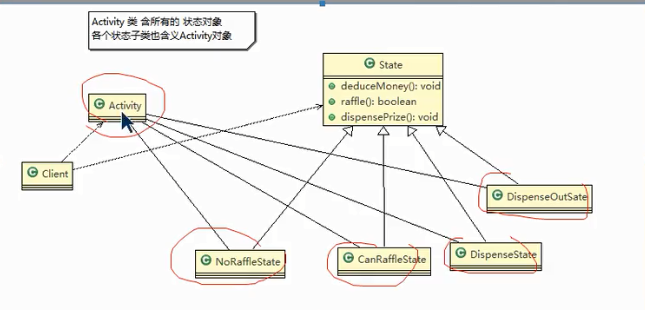 Activity 类 含所有的 状态对象
各个状态子类也含义Activity对象
C State
deduceMoney(): void
raffle(): boolean
dispensePrize(): void
C Activity
C Client
C DispenseOutSate
C NoRaffleState
C CanRaffleState
C DispenseState